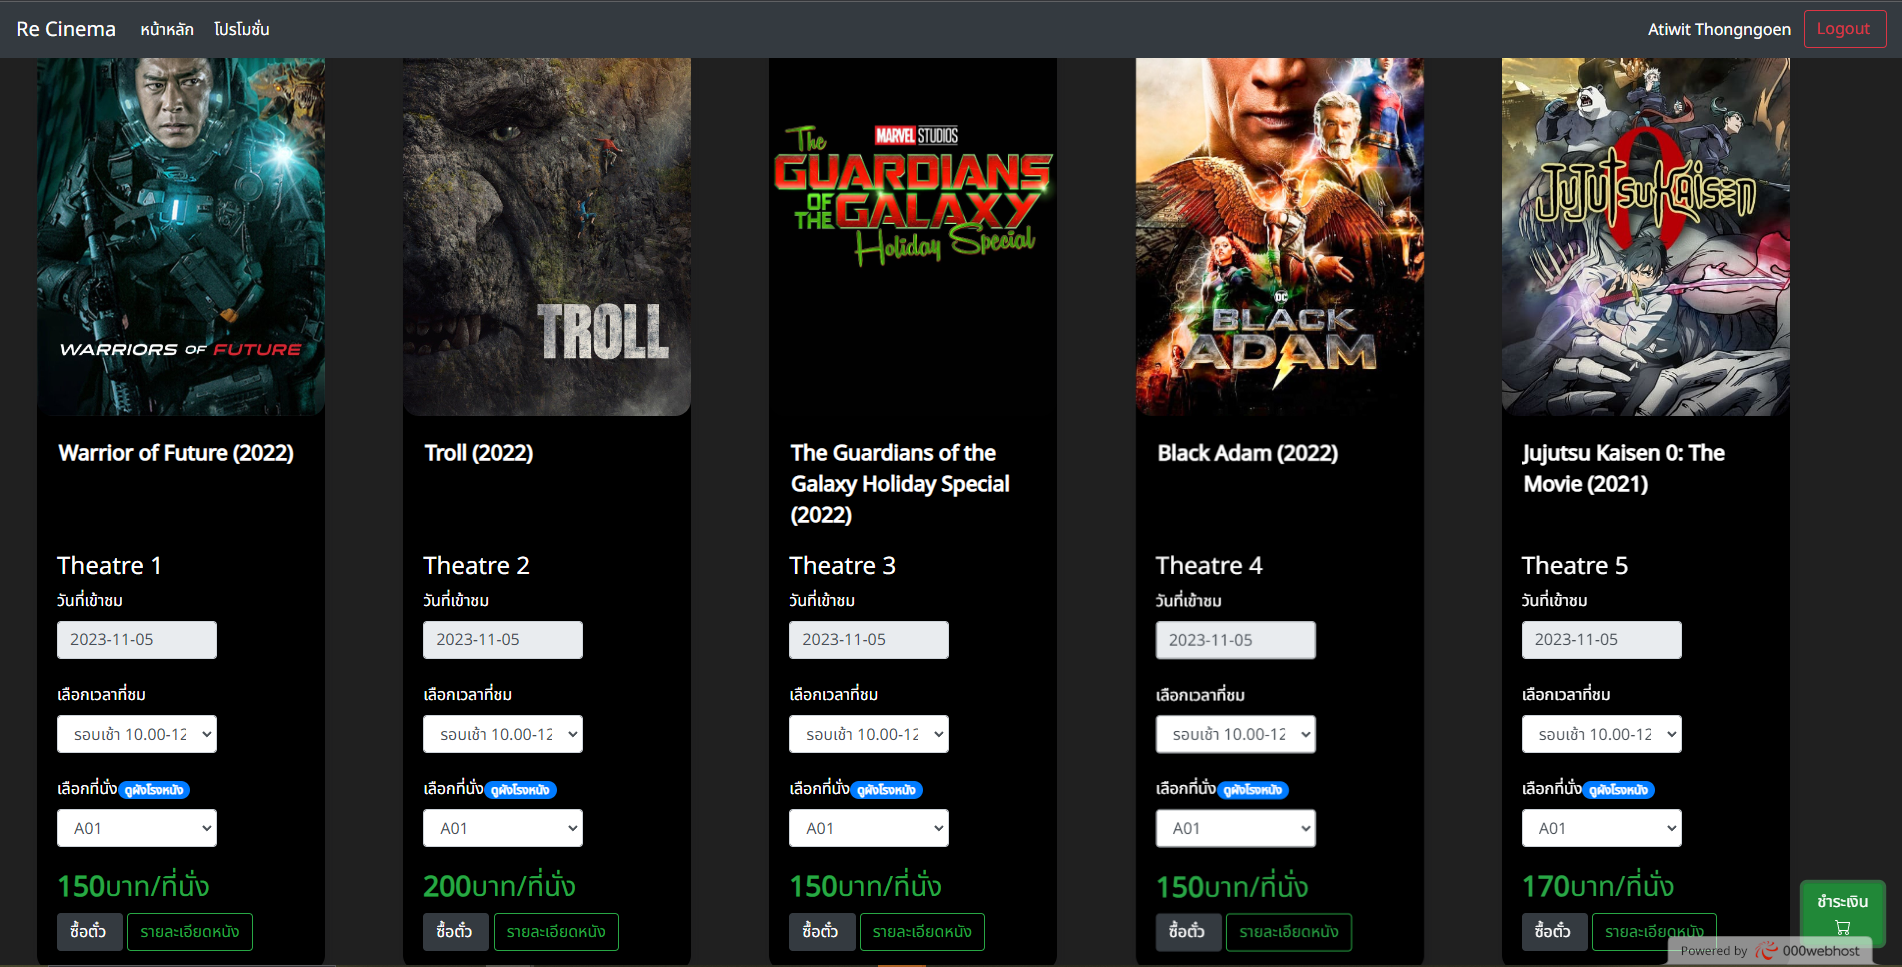 Re Cinema หน้าหลัก โปรโมชั่น Atiwit Thongngoen Logout
WARRIORS OF FUTURE
TROLL
MARVEL STUDIOS
The
GUARDIANS
OF THE GALAXY
Holiday Special
DC
BLACK
ADAM
JUJUTSU KAISEN
0
Warrior of Future (2022)
Theatre 1
วันที่เข้าชม
2023-11-05
เลือกเวลาที่ชม
รอบเช้า 10.00-12
เลือกที่นั่ง ดูผังโรงหนัง
A01
150บาท/ที่นั่ง
ซื้อตั๋ว รายละเอียดหนัง
Troll (2022)
Theatre 2
วันที่เข้าชม
2023-11-05
เลือกเวลาที่ชม
รอบเช้า 10.00-12
เลือกที่นั่ง ดูผังโรงหนัง
A01
200บาท/ที่นั่ง
ซื้อตั๋ว รายละเอียดหนัง
The Guardians of the
Galaxy Holiday Special
(2022)
Theatre 3
วันที่เข้าชม
2023-11-05
เลือกเวลาที่ชม
รอบเช้า 10.00-12
เลือกที่นั่ง ดูผังโรงหนัง
A01
150บาท/ที่นั่ง
ซื้อตั๋ว รายละเอียดหนัง
Black Adam (2022)
Theatre 4
วันที่เข้าชม
2023-11-05
เลือกเวลาที่ชม
รอบเช้า 10.00-12
เลือกที่นั่ง ดูผังโรงหนัง
A01
150บาท/ที่นั่ง
ซื้อตั๋ว รายละเอียดหนัง
Jujutsu Kaisen 0: The
Movie (2021)
Theatre 5
วันที่เข้าชม
2023-11-05
เลือกเวลาที่ชม
รอบเช้า 10.00-12
เลือกที่นั่ง ดูผังโรงหนัง
A01
170บาท/ที่นั่ง
ซื้อตั๋ว รายละเอียดหนัง
ชำระเงิน
Powered by 000webhost